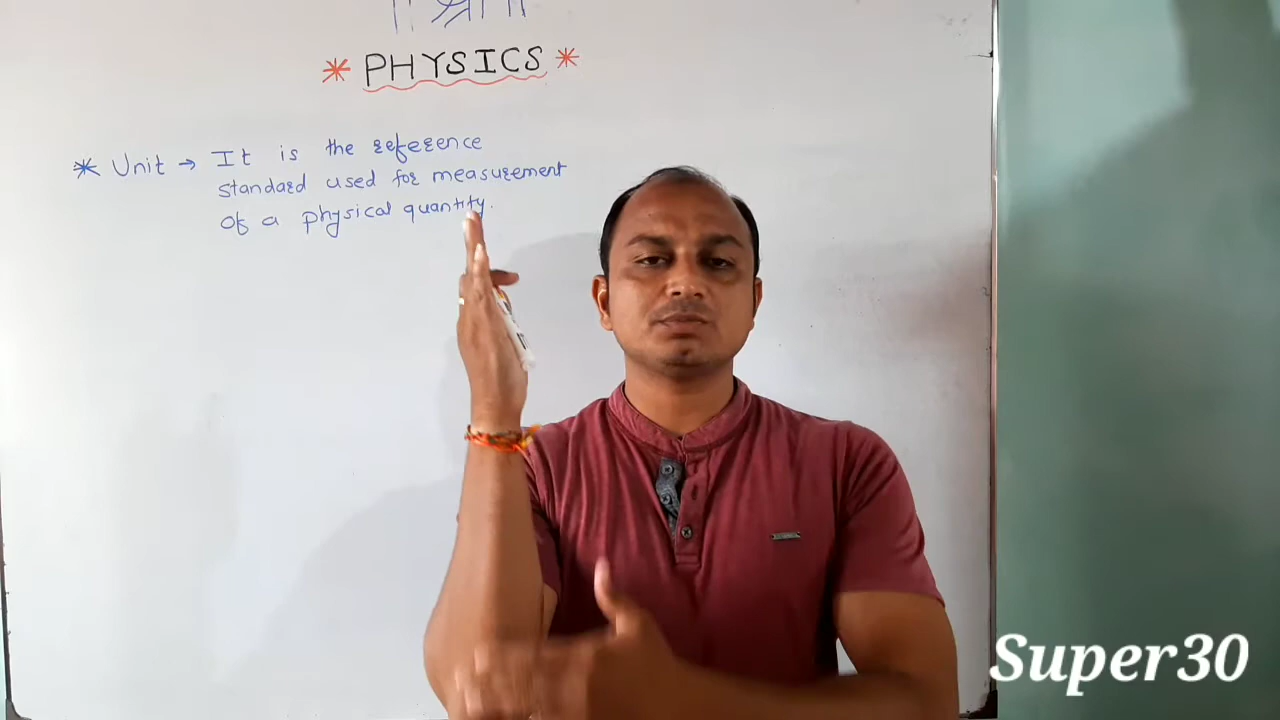 ॥ श्री ॥
* PHYSICS *
* Unit → It is the reference
standard used for measurement
of a physical quantity.
Super30